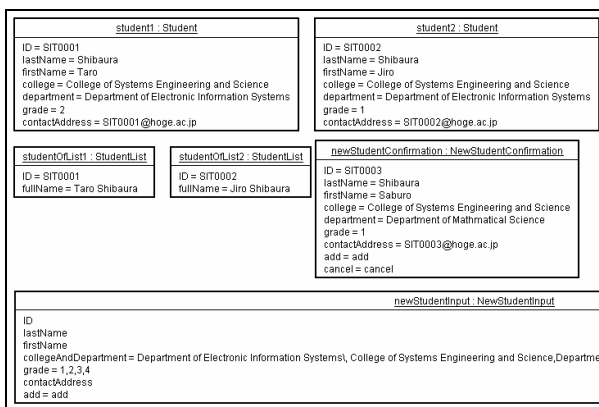 student1 : Student
ID = SIT0001
lastName = Shibaura
firstName = Taro
college = College of Systems Engineering and Science
department = Department of Electronic Information Systems
grade = 2
contactAddress = SIT0001@hoge.ac.jp
student2 : Student
ID = SIT0002
lastName = Shibaura
firstName = Jiro
college = College of Systems Engineering and Science
department = Department of Electronic Information Systems
grade = 1
contactAddress = SIT0002@hoge.ac.jp
studentOfList1 : StudentList
ID = SIT0001
fullName = Taro Shibaura
studentOfList2 : StudentList
ID = SIT0002
fullName = Jiro Shibaura
newStudentConfirmation : NewStudentConfirmation
ID = SIT0003
lastName = Shibaura
firstName = Saburo
college = College of Systems Engineering and Science
department = Department of Mathmatical Science
grade = 1
contactAddress = SIT0003@hoge.ac.jp
add = add
cancel = cancel
newStudentInput : NewStudentInput
ID
lastName
firstName
collegeAndDepartment = Department of Electronic Information Systems\, College of Systems Engineering and Science,Departme
grade = 1,2,3,4
contactAddress
add = add